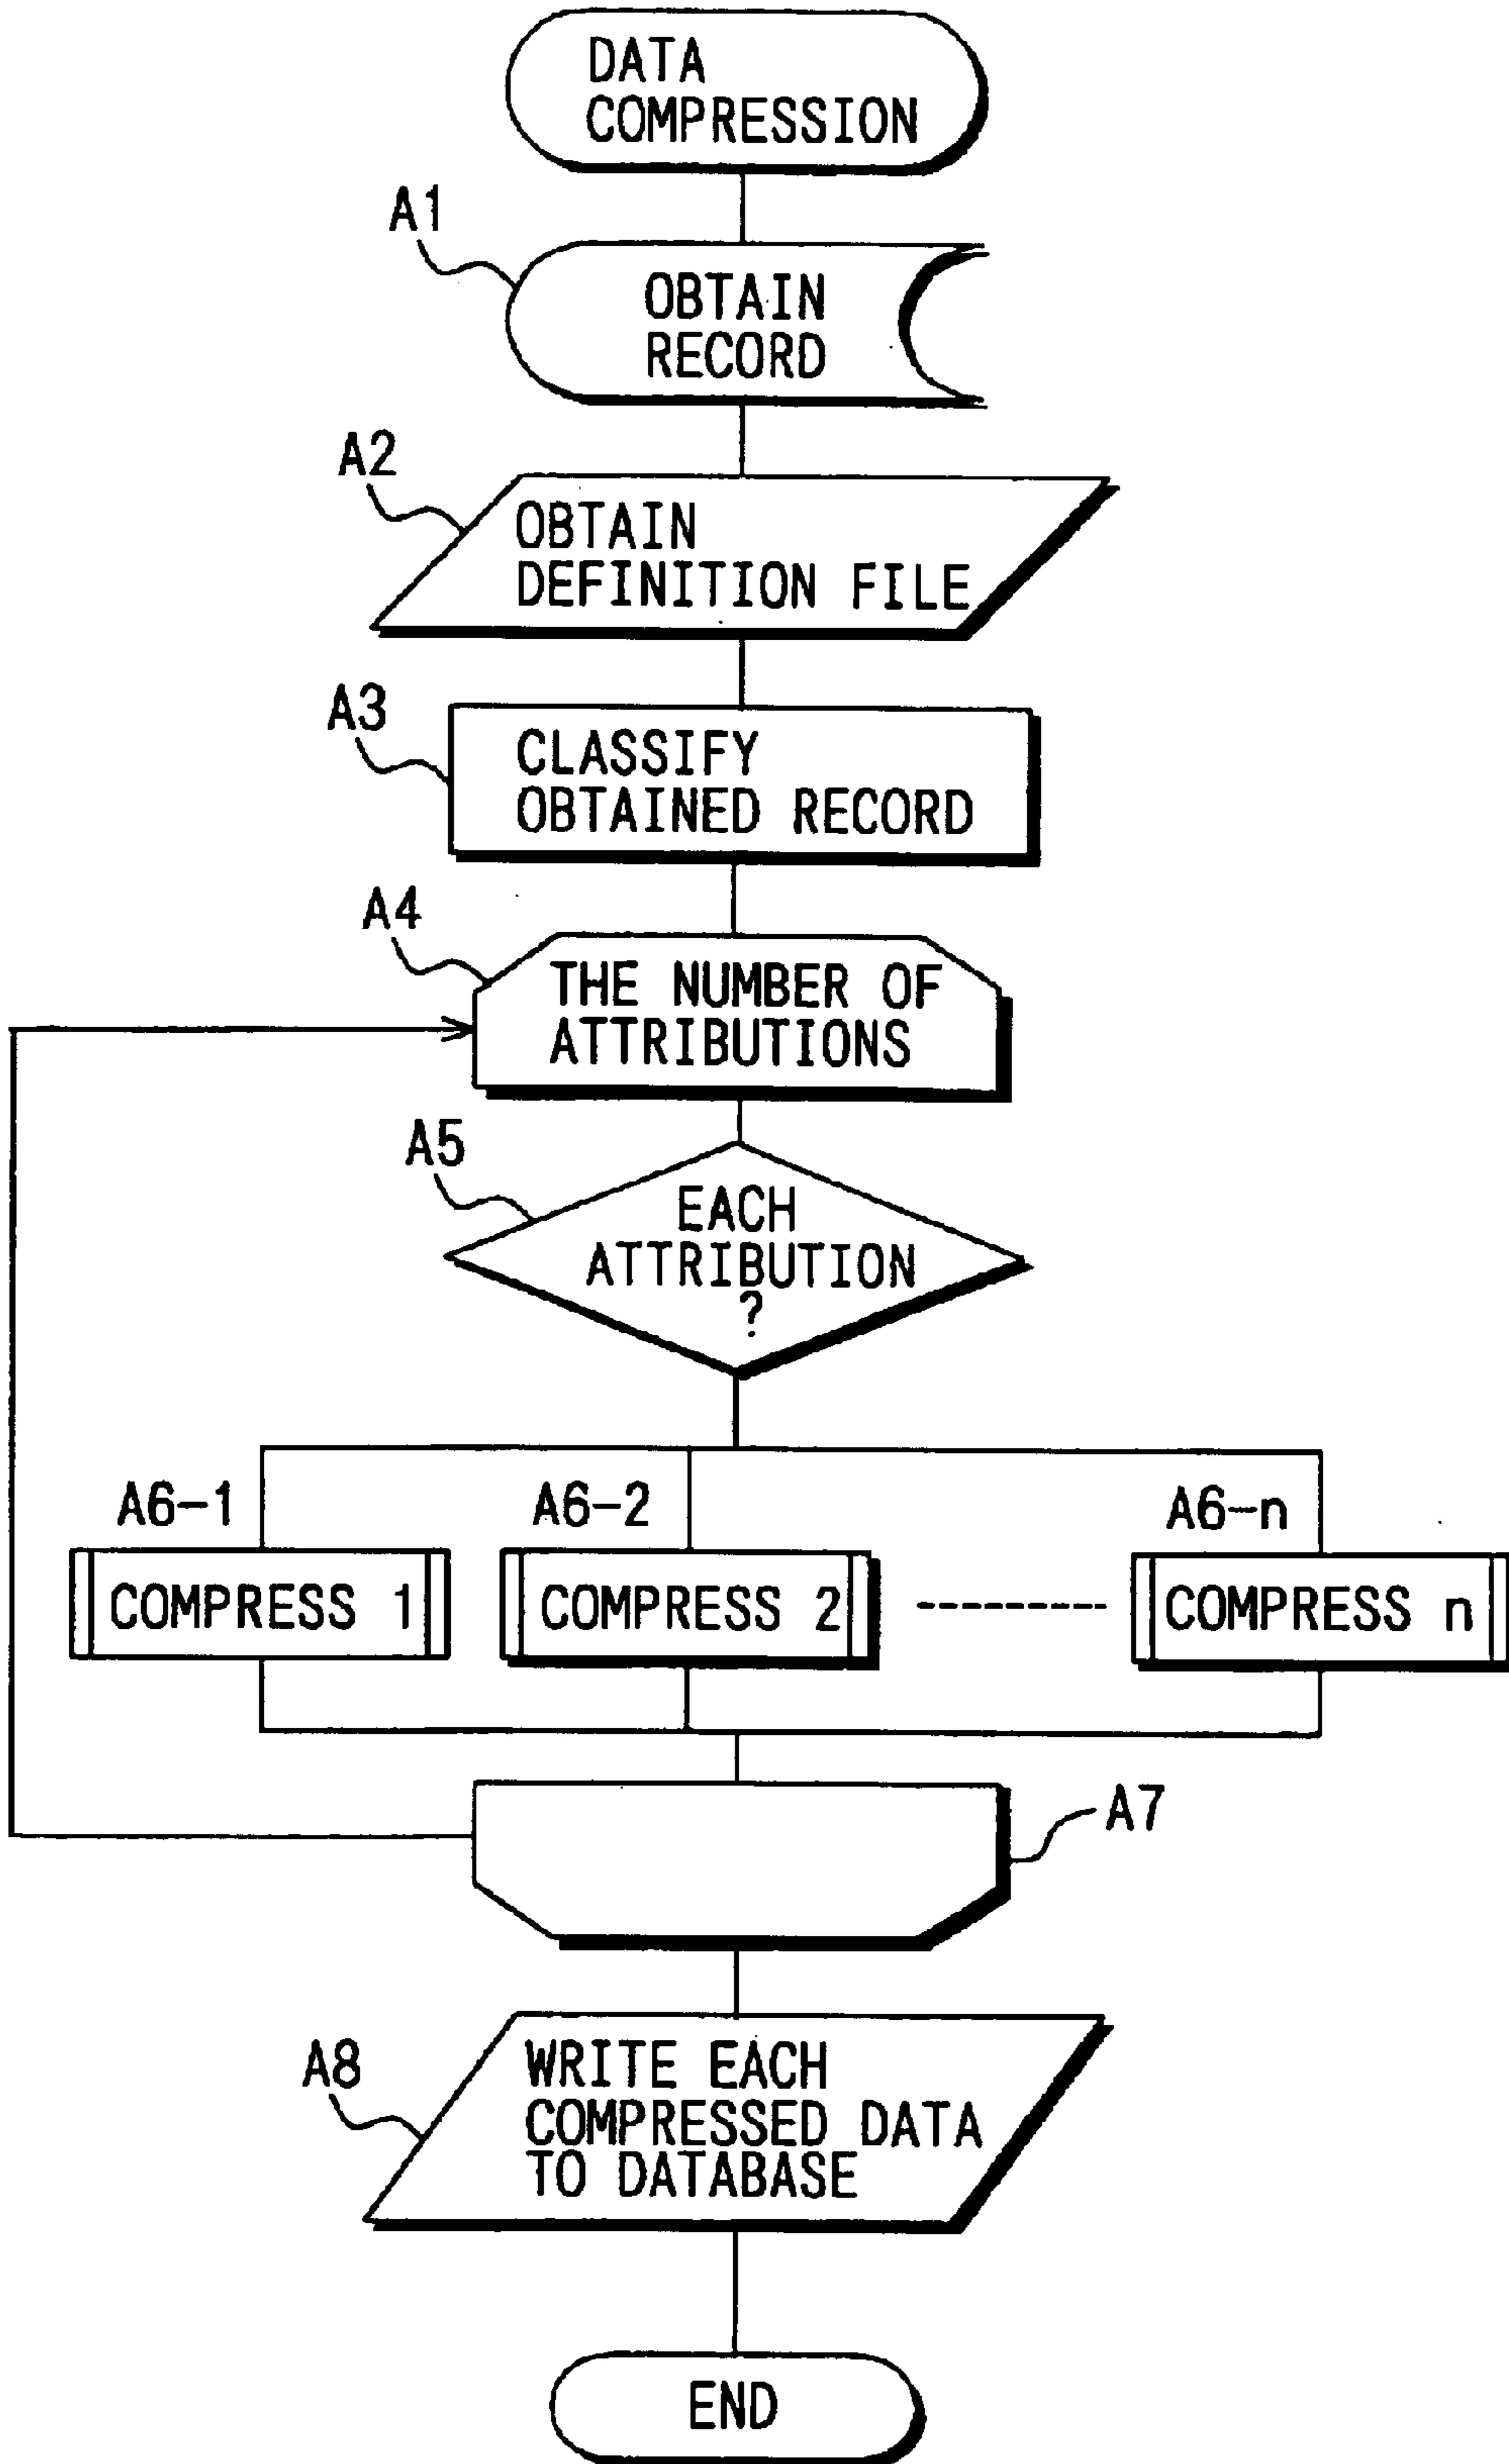 DATA
COMPRESSION
A1
OBTAIN
RECORD
A2
OBTAIN
DEFINITION FILE
A3
CLASSIFY
OBTAINED RECORD
A4
THE NUMBER OF
ATTRIBUTIONS
A5
EACH
ATTRIBUTION
?
A6-1
A6-2
A6-n
COMPRESS 1
COMPRESS 2
COMPRESS n
A7
A8
WRITE EACH
COMPRESSED DATA
TO DATABASE
END